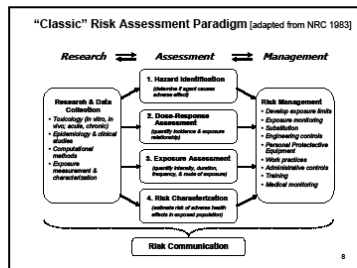 “Classic” Risk Assessment Paradigm [adapted from NRC 1983]
Research
Assessment
Management
Research & Data
Collection
• Toxicology (in vitro, in
vivo; acute, chronic)
• Epidemiology & clinical
studies
• Computational
methods
• Exposure
measurement &
characterization
1. Hazard Identification
(determine if agent causes
adverse effect)
2. Dose-Response
Assessment
(quantify incidence & exposure
relationship)
3. Exposure Assessment
(quantify intensity, duration,
frequency, & route of exposure)
4. Risk Characterization
(estimate risk of adverse health
effects in exposed population)
Risk Management
• Develop exposure limits
• Exposure monitoring
• Substitution
• Engineering controls
• Personal Protectective
Equipment
• Work practices
• Administrative controls
• Training
• Medical monitoring
Risk Communication
8